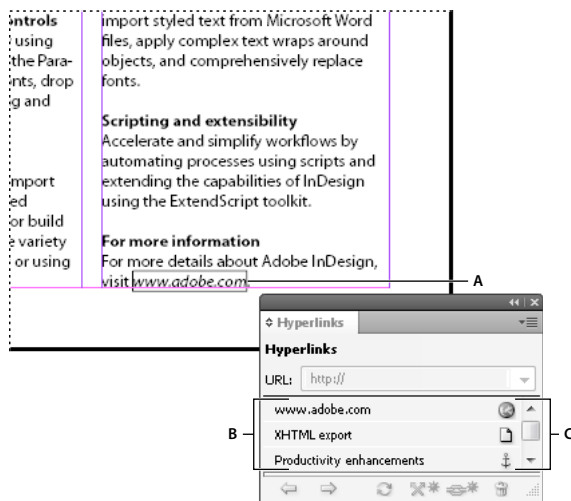 ontrols
using
the Para-
nts, drop
g and
mport
ed
or build
e variety
or using
import styled text from Microsoft Word
files, apply complex text wraps around
objects, and comprehensively replace
fonts.
Scripting and extensibility
Accelerate and simplify workflows by
automating processes using scripts and
extending the capabilities of InDesign
using the ExtendScript toolkit.
For more information
For more details about Adobe InDesign,
visit www.adobe.com.
A
Hyperlinks
Hyperlinks
URL: http://
www.adobe.com
B
XHTML export
C
Productivity enhancements